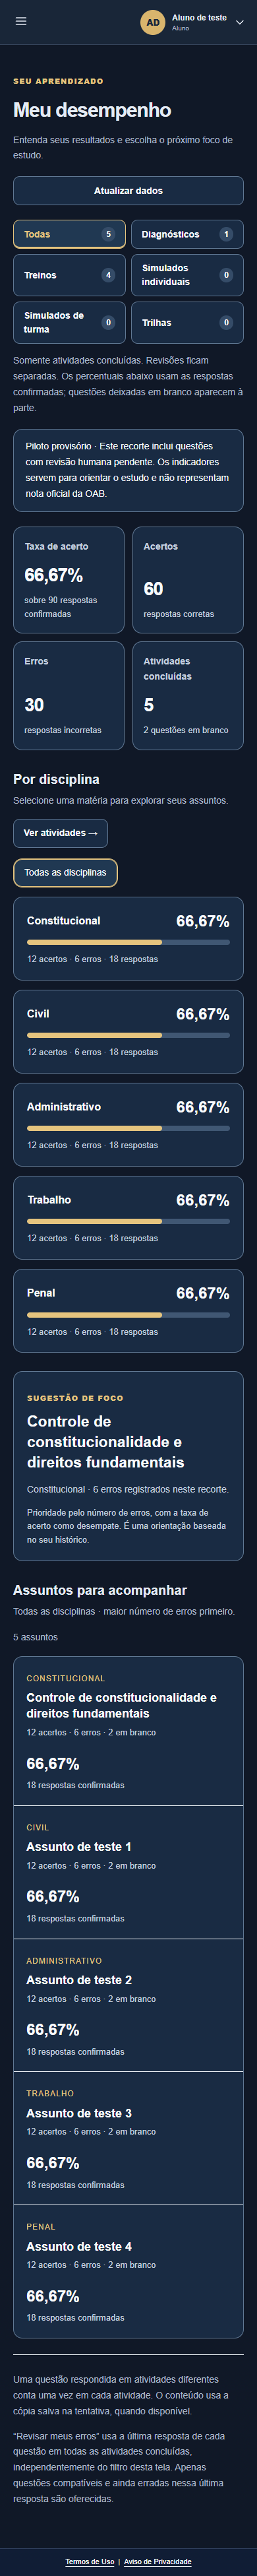 AD
Aluno de teste
Aluno
SEU APRENDIZADO
Meu desempenho
Entenda seus resultados e escolha o próximo foco de
estudo.
Atualizar dados
Todas 5
Diagnósticos 1
Treinos 4
Simulados
individuais 0
Simulados de
turma 0
Trilhas 0
Somente atividades concluídas. Revisões ficam
separadas. Os percentuais abaixo usam as respostas
confirmadas; questões deixadas em branco aparecem à
parte.
Piloto provisório · Este recorte inclui questões
com revisão humana pendente. Os indicadores
servem para orientar o estudo e não representam
nota oficial da OAB.
Taxa de acerto
66,67%
sobre 90 respostas
confirmadas
Acertos
60
respostas corretas
Erros
30
respostas incorretas
Atividades
concluídas
5
2 questões em branco
Por disciplina
Selecione uma matéria para explorar seus assuntos.
Ver atividades →
Todas as disciplinas
Constitucional 66,67%
12 acertos · 6 erros · 18 respostas
Civil 66,67%
12 acertos · 6 erros · 18 respostas
Administrativo 66,67%
12 acertos · 6 erros · 18 respostas
Trabalho 66,67%
12 acertos · 6 erros · 18 respostas
Penal 66,67%
12 acertos · 6 erros · 18 respostas
SUGESTÃO DE FOCO
Controle de
constitucionalidade e
direitos fundamentais
Constitucional · 6 erros registrados neste recorte.
Prioridade pelo número de erros, com a taxa de
acerto como desempate. É uma orientação baseada
no seu histórico.
Assuntos para acompanhar
Todas as disciplinas · maior número de erros primeiro.
5 assuntos
CONSTITUCIONAL
Controle de constitucionalidade e
direitos fundamentais
12 acertos · 6 erros · 2 em branco
66,67%
18 respostas confirmadas
CIVIL
Assunto de teste 1
12 acertos · 6 erros · 2 em branco
66,67%
18 respostas confirmadas
ADMINISTRATIVO
Assunto de teste 2
12 acertos · 6 erros · 2 em branco
66,67%
18 respostas confirmadas
TRABALHO
Assunto de teste 3
12 acertos · 6 erros · 2 em branco
66,67%
18 respostas confirmadas
PENAL
Assunto de teste 4
12 acertos · 6 erros · 2 em branco
66,67%
18 respostas confirmadas
Uma questão respondida em atividades diferentes
conta uma vez em cada atividade. O conteúdo usa a
cópia salva na tentativa, quando disponível.
"Revisar meus erros" usa a última resposta de cada
questão em todas as atividades concluídas,
independentemente do filtro desta tela. Apenas
questões compatíveis e ainda erradas nessa última
resposta são oferecidas.
Termos de Uso | Aviso de Privacidade